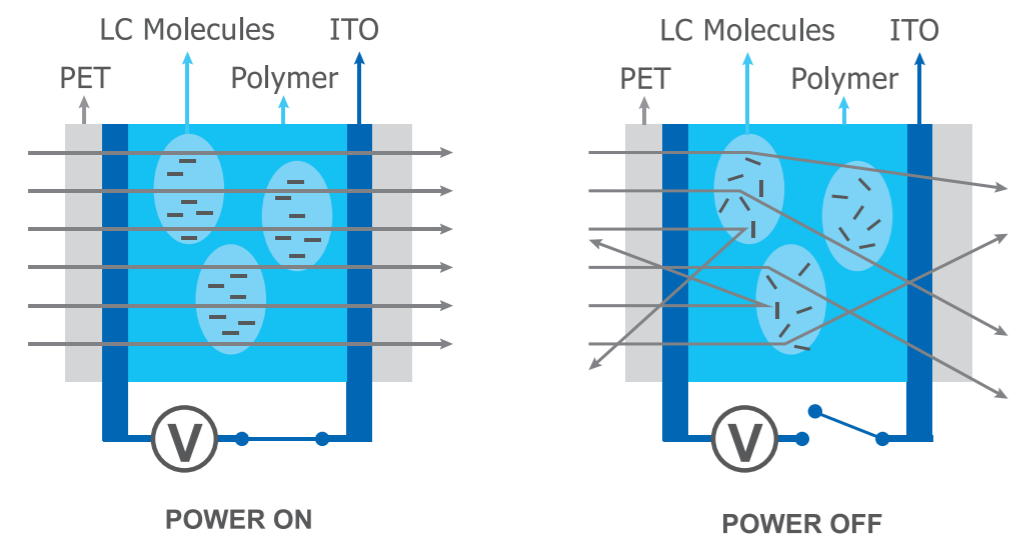 LC Molecules ITO
PET Polymer
V
POWER ON
LC Molecules ITO
PET Polymer
V
POWER OFF